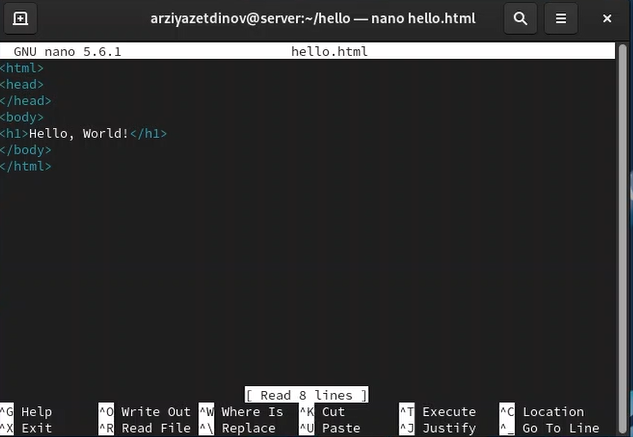 arziyazetdinov@server:~/hello — nano hello.html
GNU nano 5.6.1 hello.html
<html>
<head>
</head>
<body>
<h1>Hello, World!</h1>
</body>
</html>
[ Read 8 lines ]
^G Help ^O Write Out ^W Where Is ^K Cut ^T Execute ^C Location
^X Exit ^R Read File ^\ Replace ^U Paste ^J Justify ^_ Go To Line